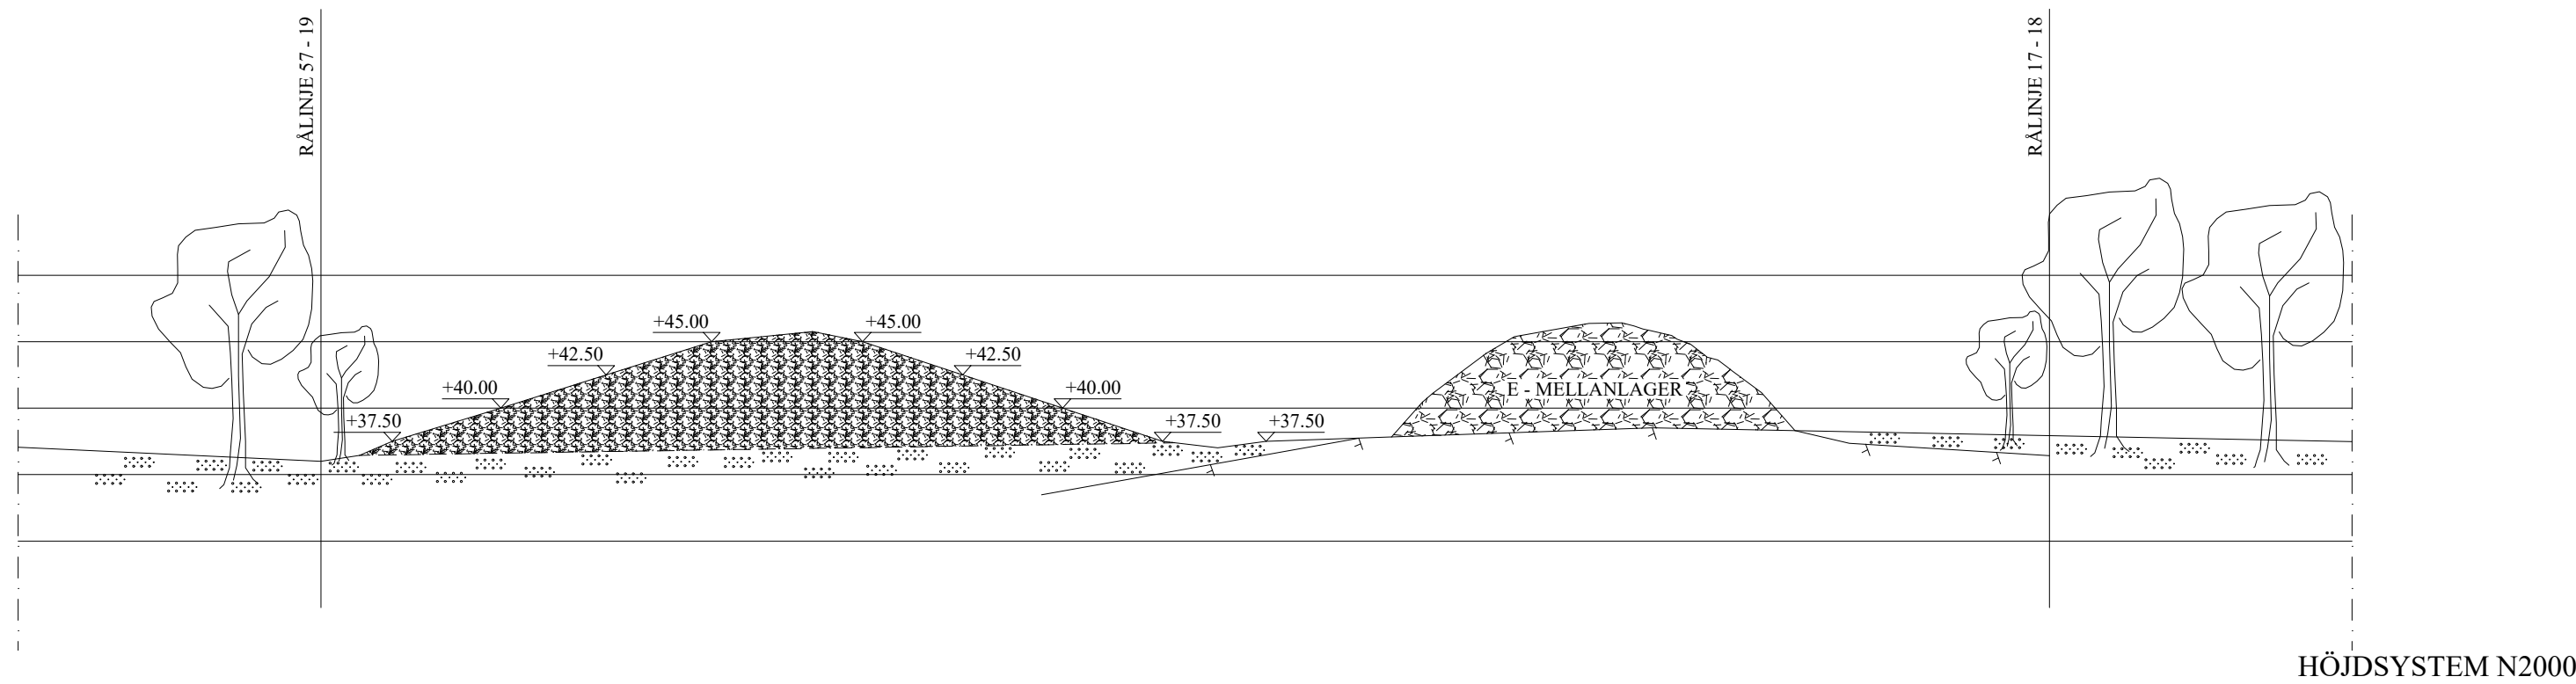 RÅLINJE 57 - 19
RÅLINJE 17 - 18
+45.00
+45.00
+42.50
+42.50
+40.00
+40.00
+37.50
+37.50
+37.50
E - MELLANLAGER
HÖJDSYSTEM N2000